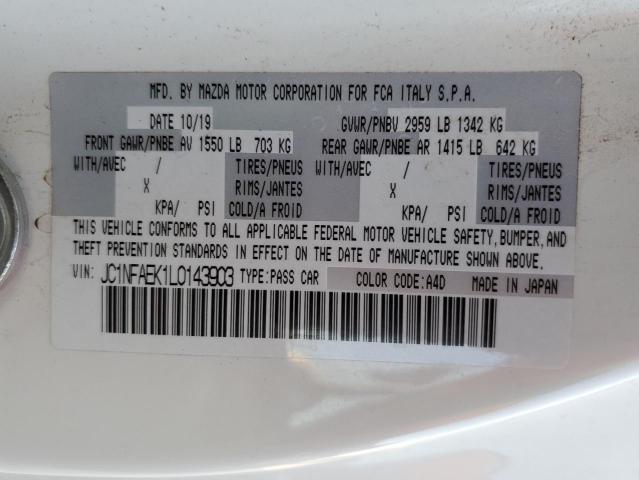 MFD. BY MAZDA MOTOR CORPORATION FOR FCA ITALY S.P.A.
DATE 10/19 GVWR/PNBV 2959 LB 1342 KG
FRONT GAWR/PNBE AV 1550 LB 703 KG REAR GAWR/PNBE AR 1415 LB 642 KG
WITH/AVEC / TIRES/PNEUS WITH/AVEC / TIRES/PNEUS
X RIMS/JANTES X RIMS/JANTES
KPA/ PSI COLD/A FROID KPA/ PSI COLD/A FROID
THIS VEHICLE CONFORMS TO ALL APPLICABLE FEDERAL MOTOR VEHICLE SAFETY, BUMPER, AND
THEFT PREVENTION STANDARDS IN EFFECT ON THE DATE OF MANUFACTURE SHOWN ABOVE.
VIN: JC1NFAEK1L0143903 TYPE:PASS CAR COLOR CODE:A4D MADE IN JAPAN